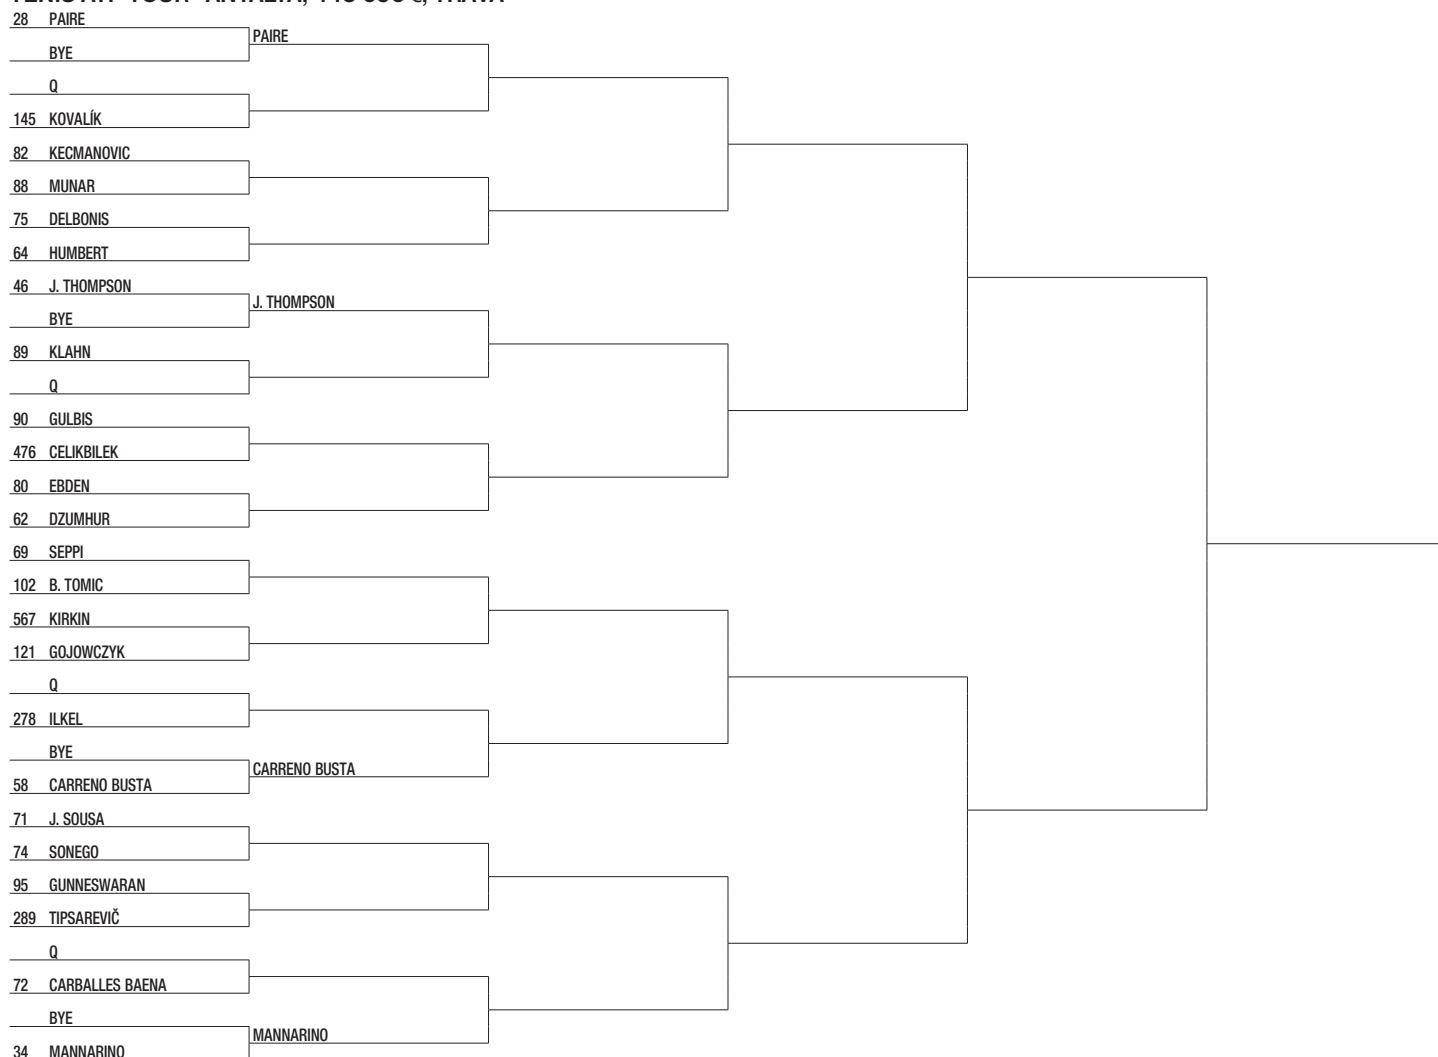 28 PAIRE
PAIRE
BYE
Q
145 KOVALÍK
82 KECMANOVIC
88 MUNAR
75 DELBONIS
64 HUMBERT
46 J. THOMPSON
J. THOMPSON
BYE
89 KLAHN
Q
90 GULBIS
476 CELIKBILEK
80 EBDEN
62 DZUMHUR
69 SEPPI
102 B. TOMIC
567 KIRKIN
121 GOJOWCZYK
Q
278 ILKEL
BYE
CARRENO BUSTA
58 CARRENO BUSTA
71 J. SOUSA
74 SONEGO
95 GUNNESWARAN
289 TIPSAREVIČ
Q
72 CARBALLES BAENA
BYE
MANNARINO
34 MANNARINO